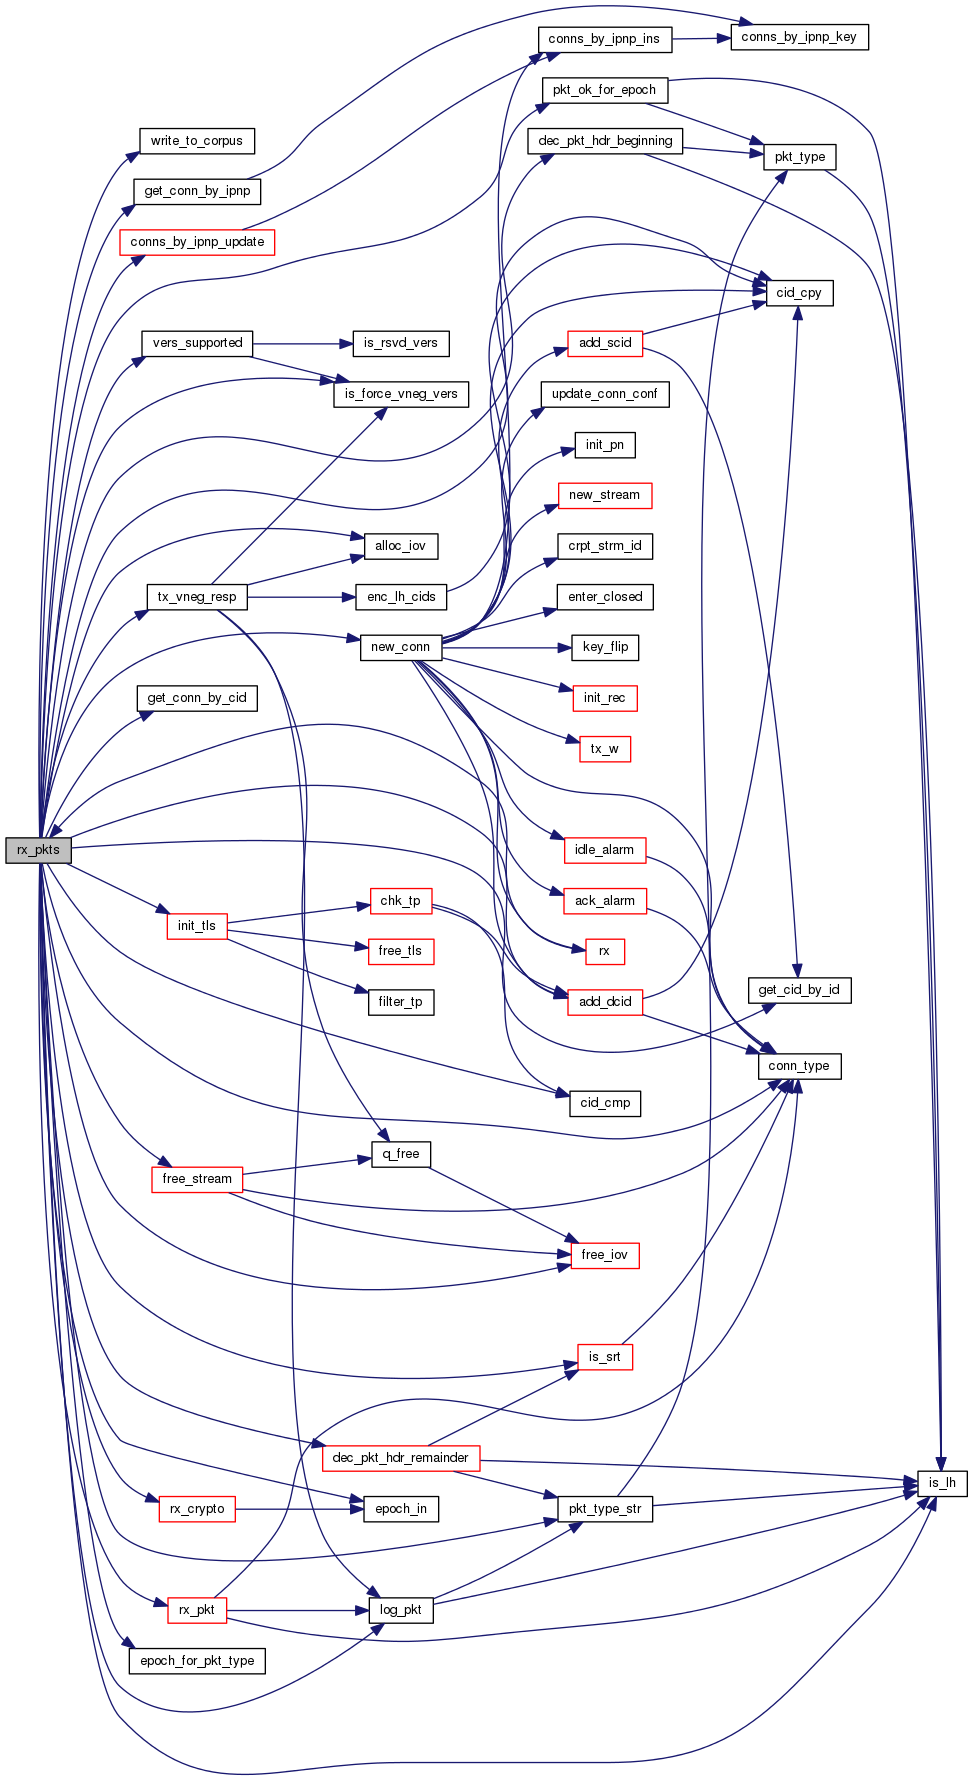 conns_by_ipnp_ins
conns_by_ipnp_key
pkt_ok_for_epoch
write_to_corpus
dec_pkt_hdr_beginning
pkt_type
get_conn_by_ipnp
conns_by_ipnp_update
cid_cpy
vers_supported
is_rsvd_vers
add_scid
is_force_vneg_vers
update_conn_conf
init_pn
new_stream
alloc_iov
crpt_strm_id
tx_vneg_resp
enc_lh_cids
enter_closed
new_conn
key_flip
get_conn_by_cid
init_rec
tx_w
rx_pkts
idle_alarm
chk_tp
ack_alarm
init_tls
free_tls
rx
get_cid_by_id
filter_tp
add_dcid
conn_type
cid_cmp
q_free
free_stream
free_iov
is_srt
dec_pkt_hdr_remainder
is_lh
rx_crypto
epoch_in
pkt_type_str
rx_pkt
log_pkt
epoch_for_pkt_type